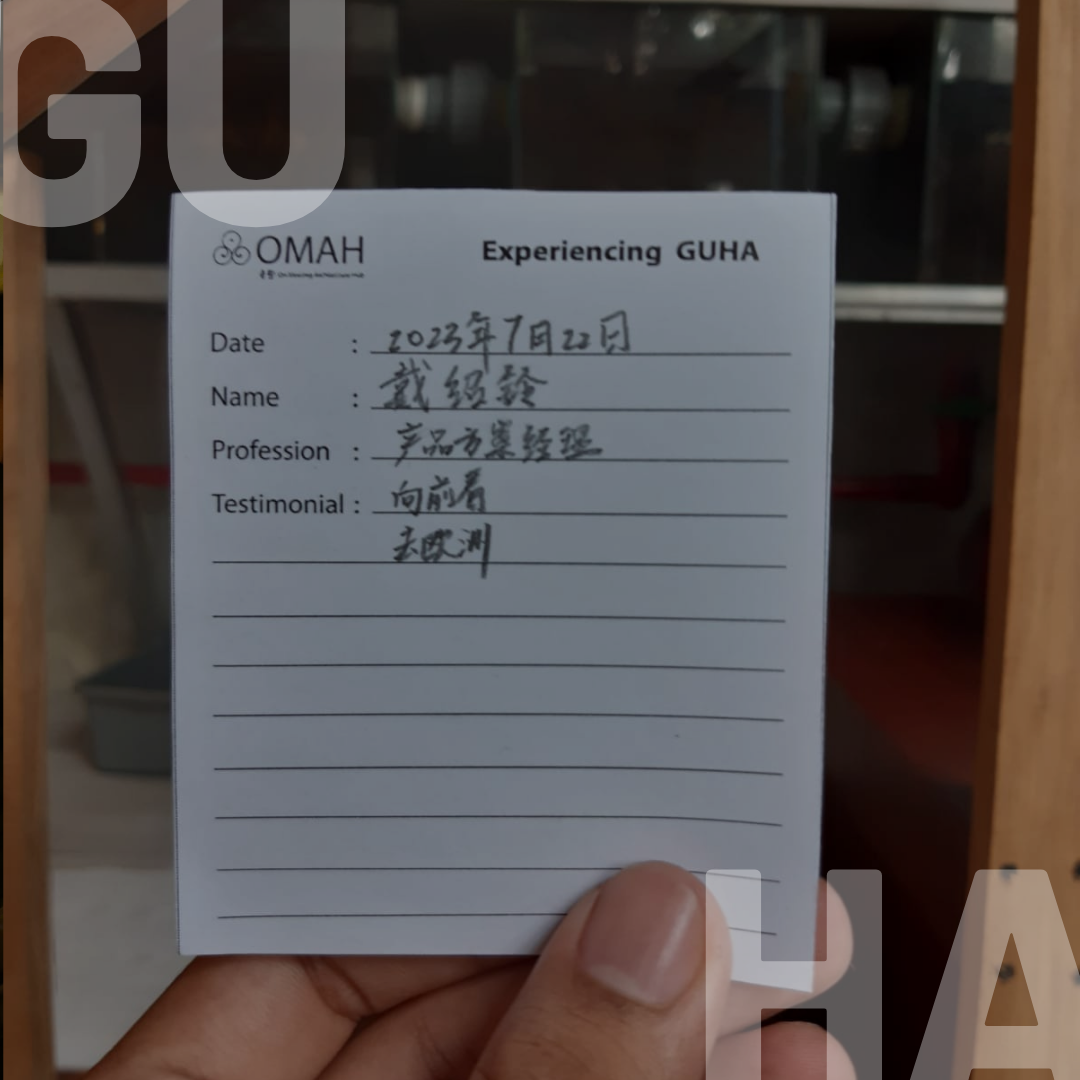 GU
OMAH
Experiencing GUHA
Date : 2023年7月22日
Name : 戴绍
Profession : 产品方案经理
Testimonial : 向前看
去欧洲
HA